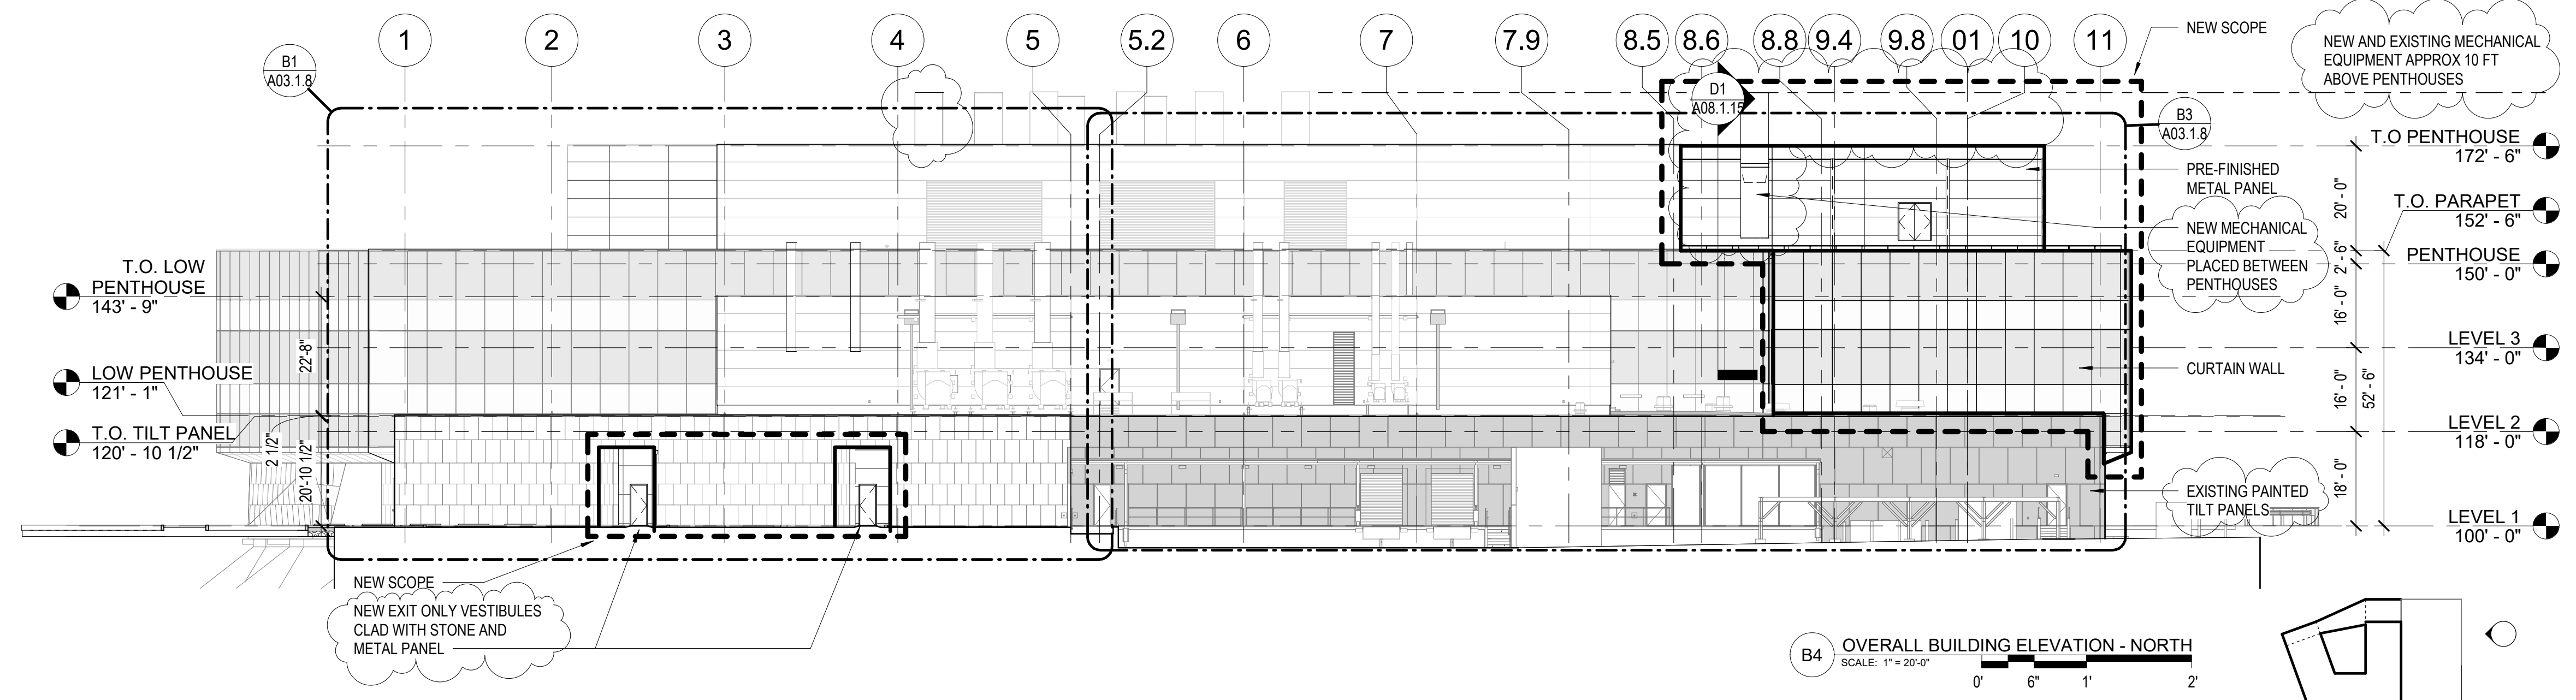 1
2
3
4
5
5.2
6
7
7.9
8.5
8.6
8.8
9.4
9.8
01
10
11
B1
A03.1.8
D1
A08.1.15
B3
A03.1.8
NEW SCOPE
NEW AND EXISTING MECHANICAL
EQUIPMENT APPROX 10 FT
ABOVE PENTHOUSES
T.O PENTHOUSE
172' - 6"
PRE-FINISHED
METAL PANEL
T.O. PARAPET
152' - 6"
NEW MECHANICAL
EQUIPMENT
PLACED BETWEEN
PENTHOUSES
PENTHOUSE
150' - 0"
LEVEL 3
134' - 0"
CURTAIN WALL
LEVEL 2
118' - 0"
EXISTING PAINTED
TILT PANELS
LEVEL 1
100' - 0"
20' - 0"
2' - 6"
16' - 0"
16' - 0"
52' - 6"
18' - 0"
T.O. LOW
PENTHOUSE
143' - 9"
LOW PENTHOUSE
121' - 1"
T.O. TILT PANEL
120' - 10 1/2"
22'-8"
2 1/2"
20'-10 1/2"
NEW SCOPE
NEW EXIT ONLY VESTIBULES
CLAD WITH STONE AND
METAL PANEL
B4
OVERALL BUILDING ELEVATION - NORTH
SCALE: 1" = 20'-0"
0' 6" 1' 2'